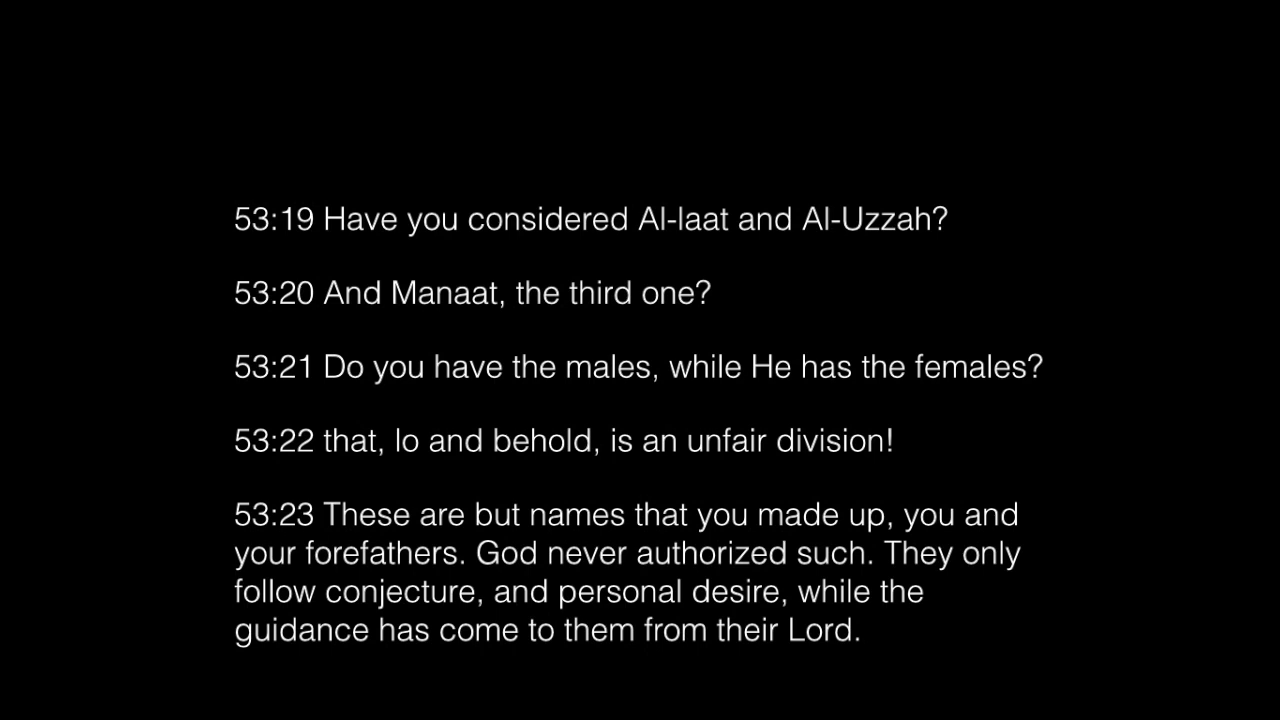 53:19 Have you considered Al-laat and Al-Uzzah?
53:20 And Manaat, the third one?
53:21 Do you have the males, while He has the females?
53:22 that, lo and behold, is an unfair division!
53:23 These are but names that you made up, you and
your forefathers. God never authorized such. They only
follow conjecture, and personal desire, while the
guidance has come to them from their Lord.